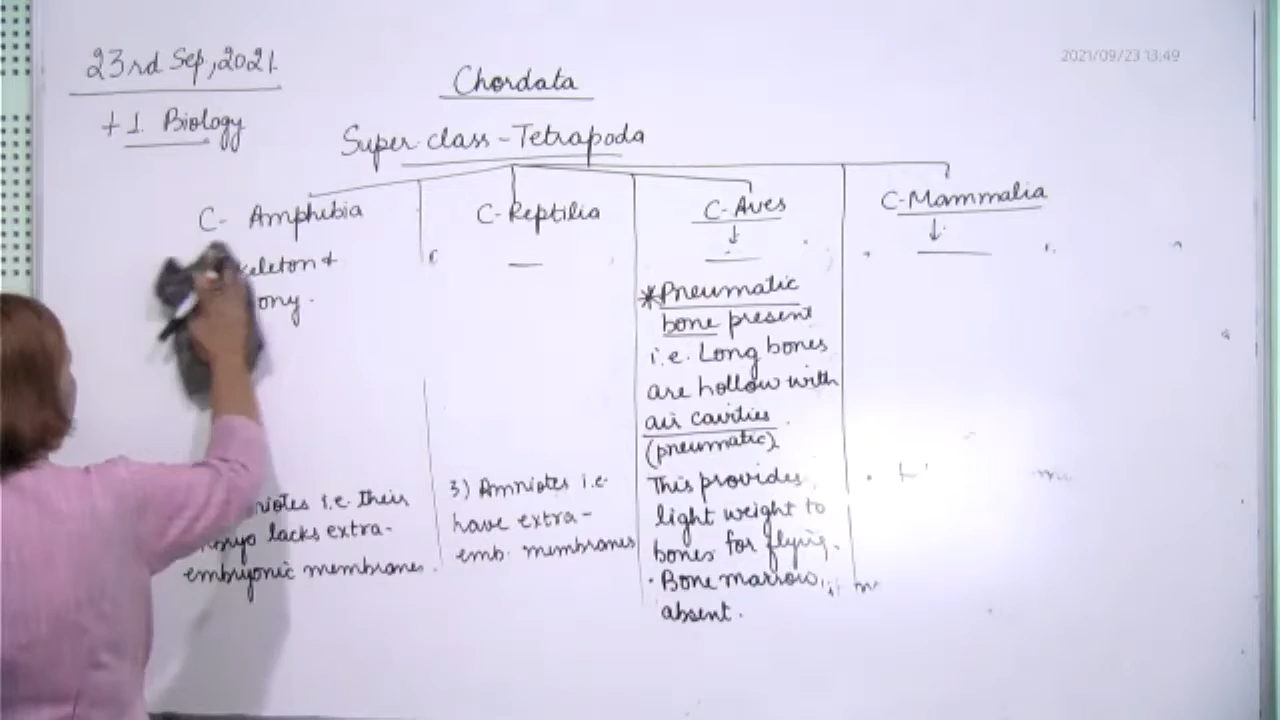 23rd Sep, 2021.
+1 Biology
2021/09/23 13:49
Chordata
Super class - Tetrapoda
C- Amphibia
ony.
embryonic membranes.
lacks extra-
i.e. their
C-Reptilia
3) Amniotes i.e.
have extra-
emb. membranes
C-Aves
*Pneumatic
bone present
i.e. Long bones
are hollow with
air cavities
(pneumatic).
This provides
light weight to
bones for flying.
· Bone marrow
absent.
C-Mammalia